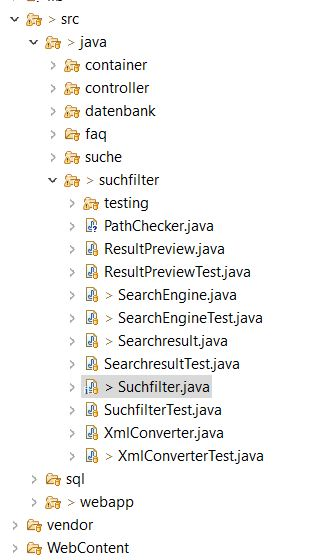 > src
> java
container
controller
datenbank
faq
suche
> suchfilter
testing
PathChecker.java
ResultPreview.java
ResultPreviewTest.java
> SearchEngine.java
> SearchEngineTest.java
> Searchresult.java
SearchresultTest.java
> Suchfilter.java
SuchfilterTest.java
XmlConverter.java
> XmlConverterTest.java
sql
> webapp
vendor
WebContent